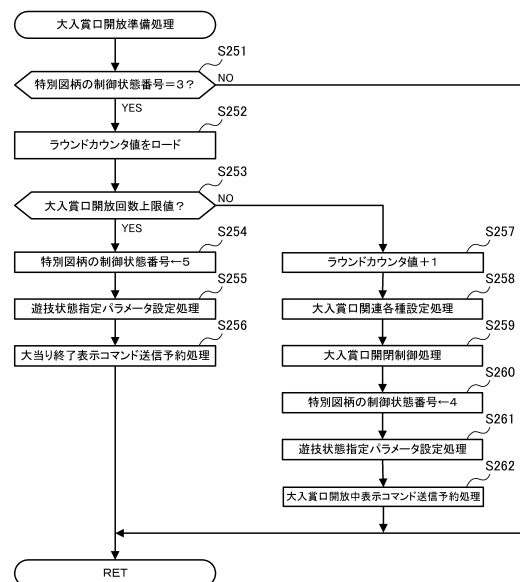 大入賞口開放準備処理
S251
特別図柄の制御状態番号=3?
NO
YES
S252
ラウンドカウンタ値をロード
S253
大入賞口開放回数上限値?
NO
YES
S254
特別図柄の制御状態番号←5
S255
遊技状態指定パラメータ設定処理
S256
大当り終了表示コマンド送信予約処理
S257
ラウンドカウンタ値+1
S258
大入賞口関連各種設定処理
S259
大入賞口開閉制御処理
S260
特別図柄の制御状態番号←4
S261
遊技状態指定パラメータ設定処理
S262
大入賞口開放中表示コマンド送信予約処理
RET